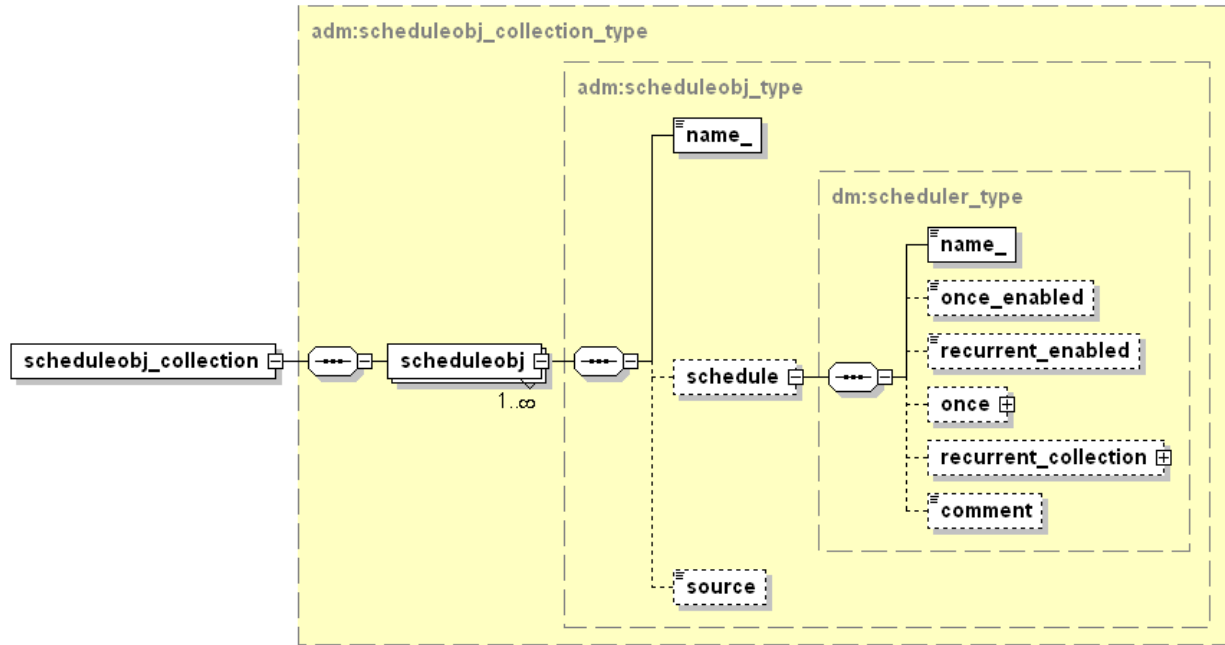 adm:scheduleobj_collection_type
adm:scheduleobj_type
name_
dm:scheduler_type
name_
once_enabled
recurrent_enabled
scheduleobj_collection
scheduleobj
schedule
1..∞
once
recurrent_collection
comment
source